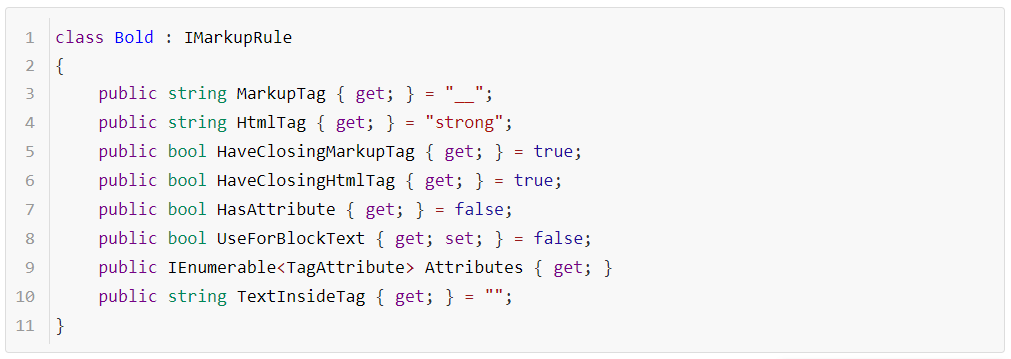 1 class Bold : IMarkupRule
2 {
3     public string MarkupTag { get; } = "__";
4     public string HtmlTag { get; } = "strong";
5     public bool HaveClosingMarkupTag { get; } = true;
6     public bool HaveClosingHtmlTag { get; } = true;
7     public bool HasAttribute { get; } = false;
8     public bool UseForBlockText { get; set; } = false;
9     public IEnumerable<TagAttribute> Attributes { get; }
10     public string TextInsideTag { get; } = "";
11 }